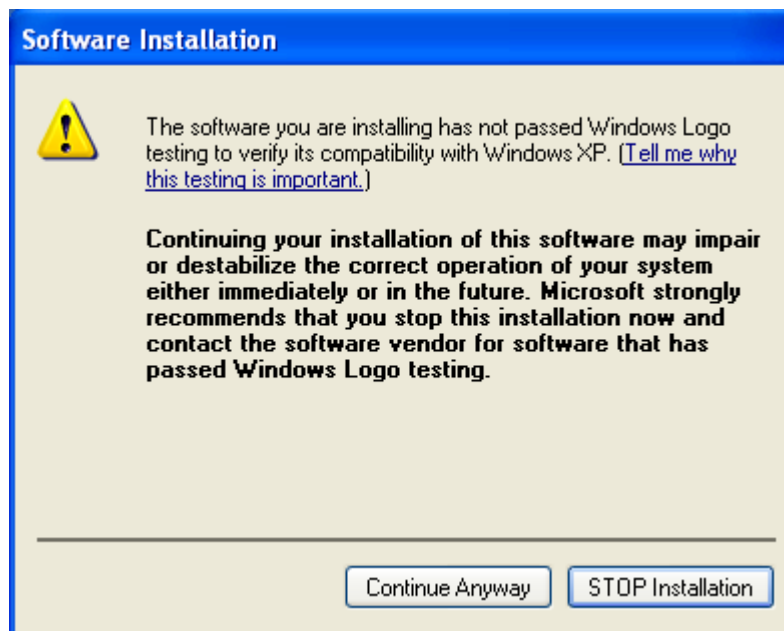 Software Installation
The software you are installing has not passed Windows Logo
testing to verify its compatibility with Windows XP. (Tell me why
this testing is important.)
Continuing your installation of this software may impair
or destabilize the correct operation of your system
either immediately or in the future. Microsoft strongly
recommends that you stop this installation now and
contact the software vendor for software that has
passed Windows Logo testing.
Continue Anyway
STOP Installation